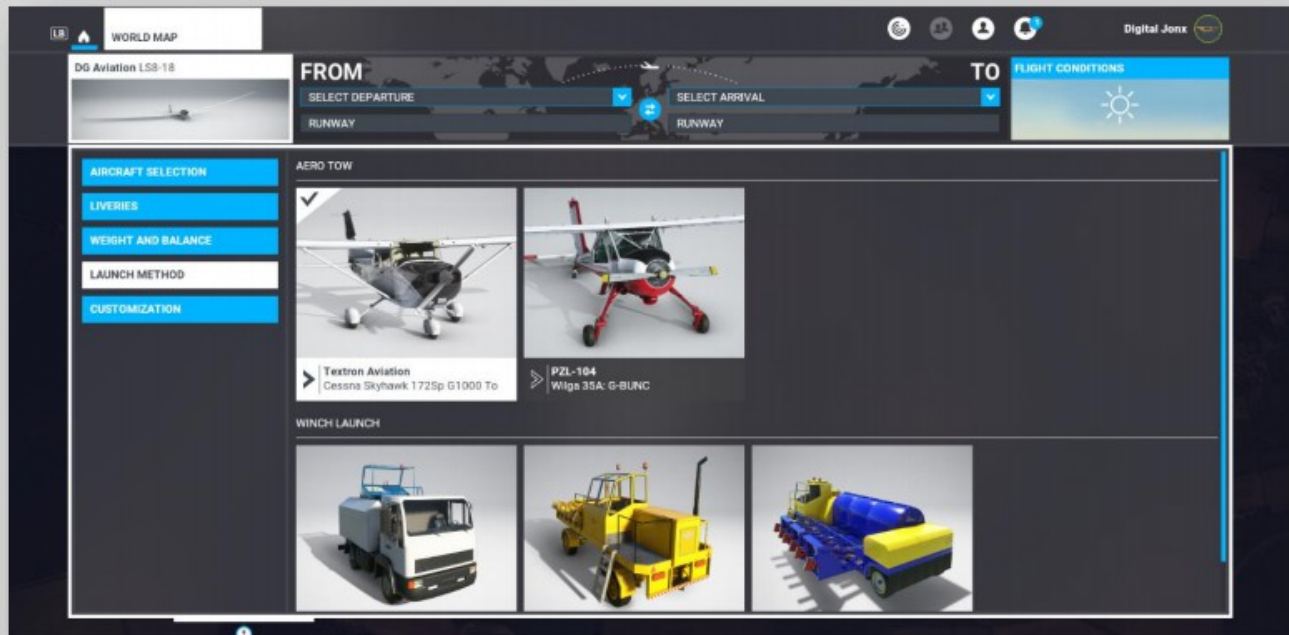 LB
WORLD MAP
Digital Jonx
DG Aviation LS8-18
FROM
TO
FLIGHT CONDITIONS
SELECT DEPARTURE
SELECT ARRIVAL
RUNWAY
RUNWAY
AIRCRAFT SELECTION
LIVERIES
WEIGHT AND BALANCE
LAUNCH METHOD
CUSTOMIZATION
AERO TOW
Textron Aviation
Cessna Skyhawk 172Sp G1000 To
PZL-104
Wilga 35A: G-BUNC
WINCH LAUNCH